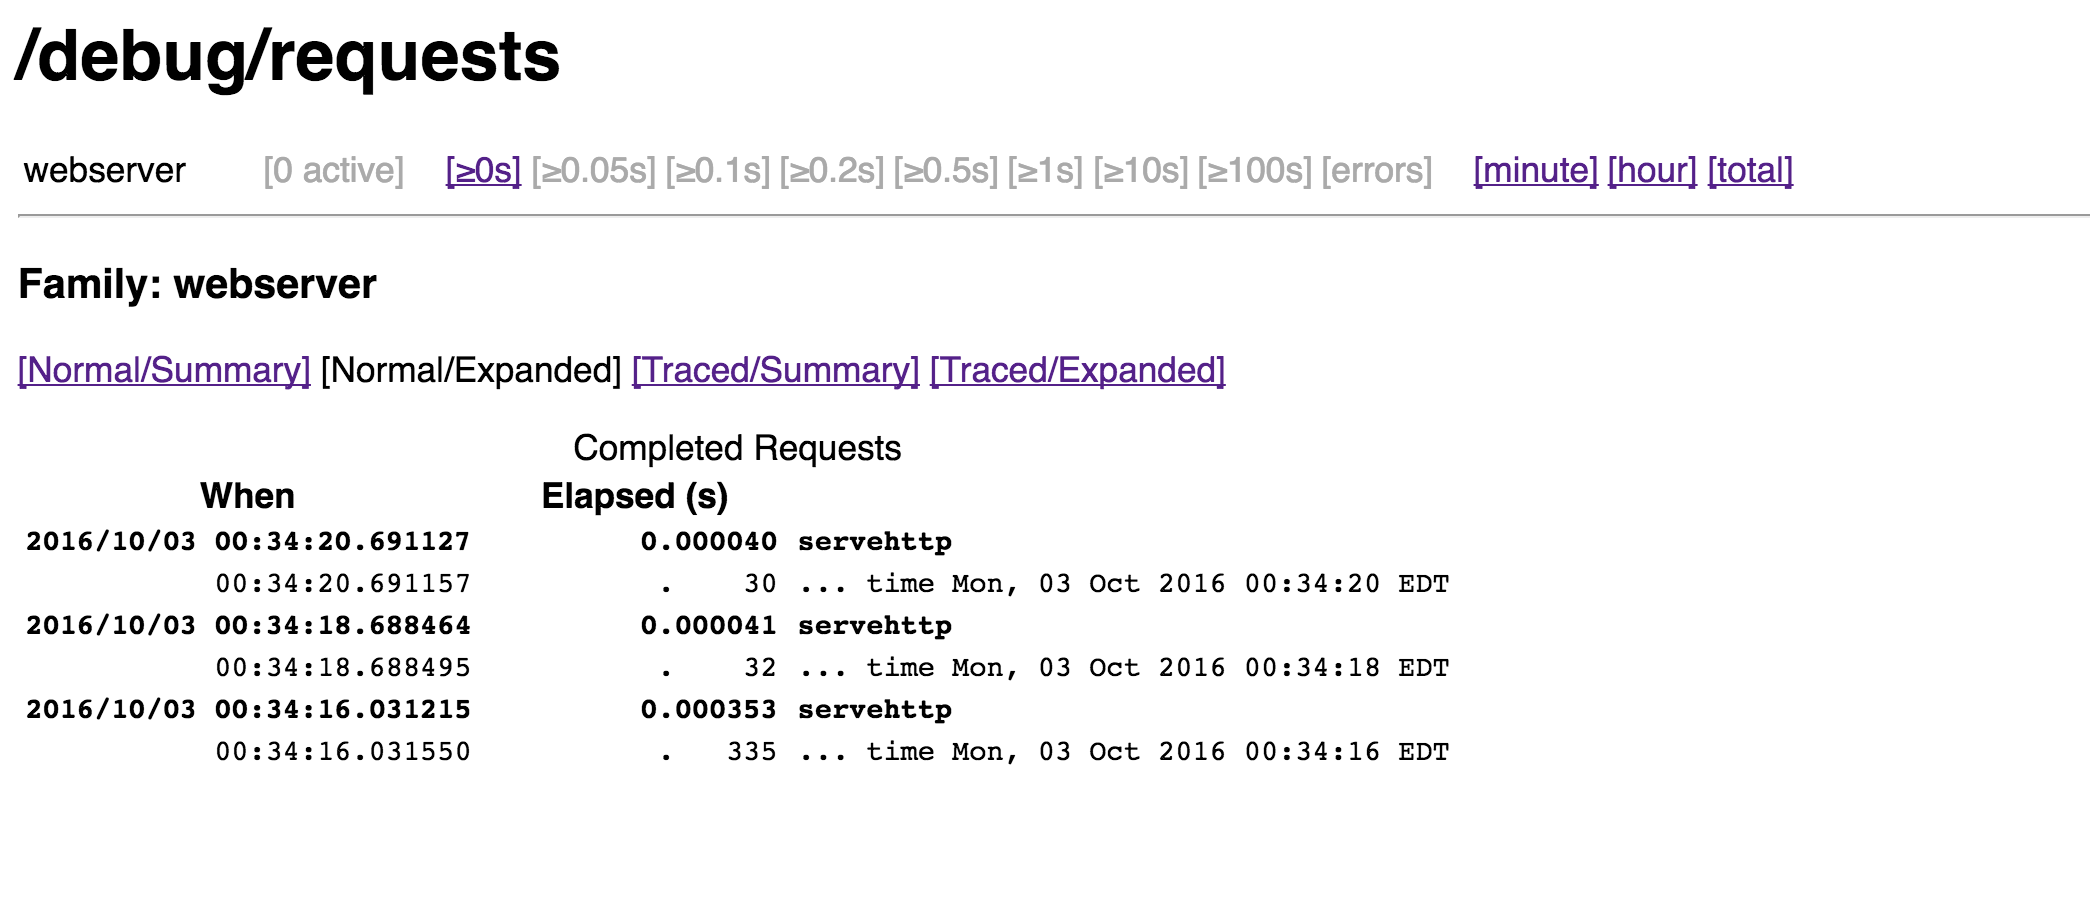 /debug/requests
webserver [0 active] [≥0s] [≥0.05s] [≥0.1s] [≥0.2s] [≥0.5s] [≥1s] [≥10s] [≥100s] [errors] [minute] [hour] [total]
Family: webserver
[Normal/Summary] [Normal/Expanded] [Traced/Summary] [Traced/Expanded]
Completed Requests
When Elapsed (s)
2016/10/03 00:34:20.691127 0.000040 servehttp
00:34:20.691157 . 30 ... time Mon, 03 Oct 2016 00:34:20 EDT
2016/10/03 00:34:18.688464 0.000041 servehttp
00:34:18.688495 . 32 ... time Mon, 03 Oct 2016 00:34:18 EDT
2016/10/03 00:34:16.031215 0.000353 servehttp
00:34:16.031550 . 335 ... time Mon, 03 Oct 2016 00:34:16 EDT